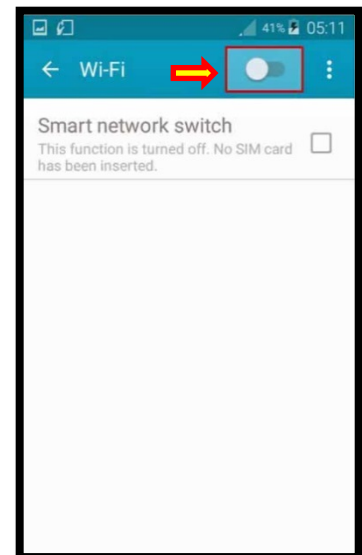 41% 05:11
Wi-Fi
Smart network switch
This function is turned off. No SIM card
has been inserted.